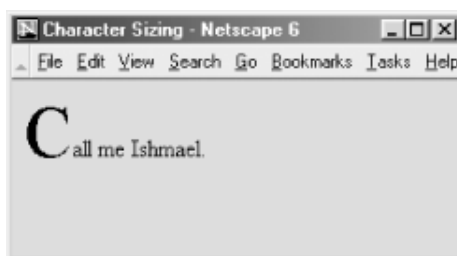 Character Sizing - Netscape 6
File Edit View Search Go Bookmarks Tasks Help
Call me Ishmael.